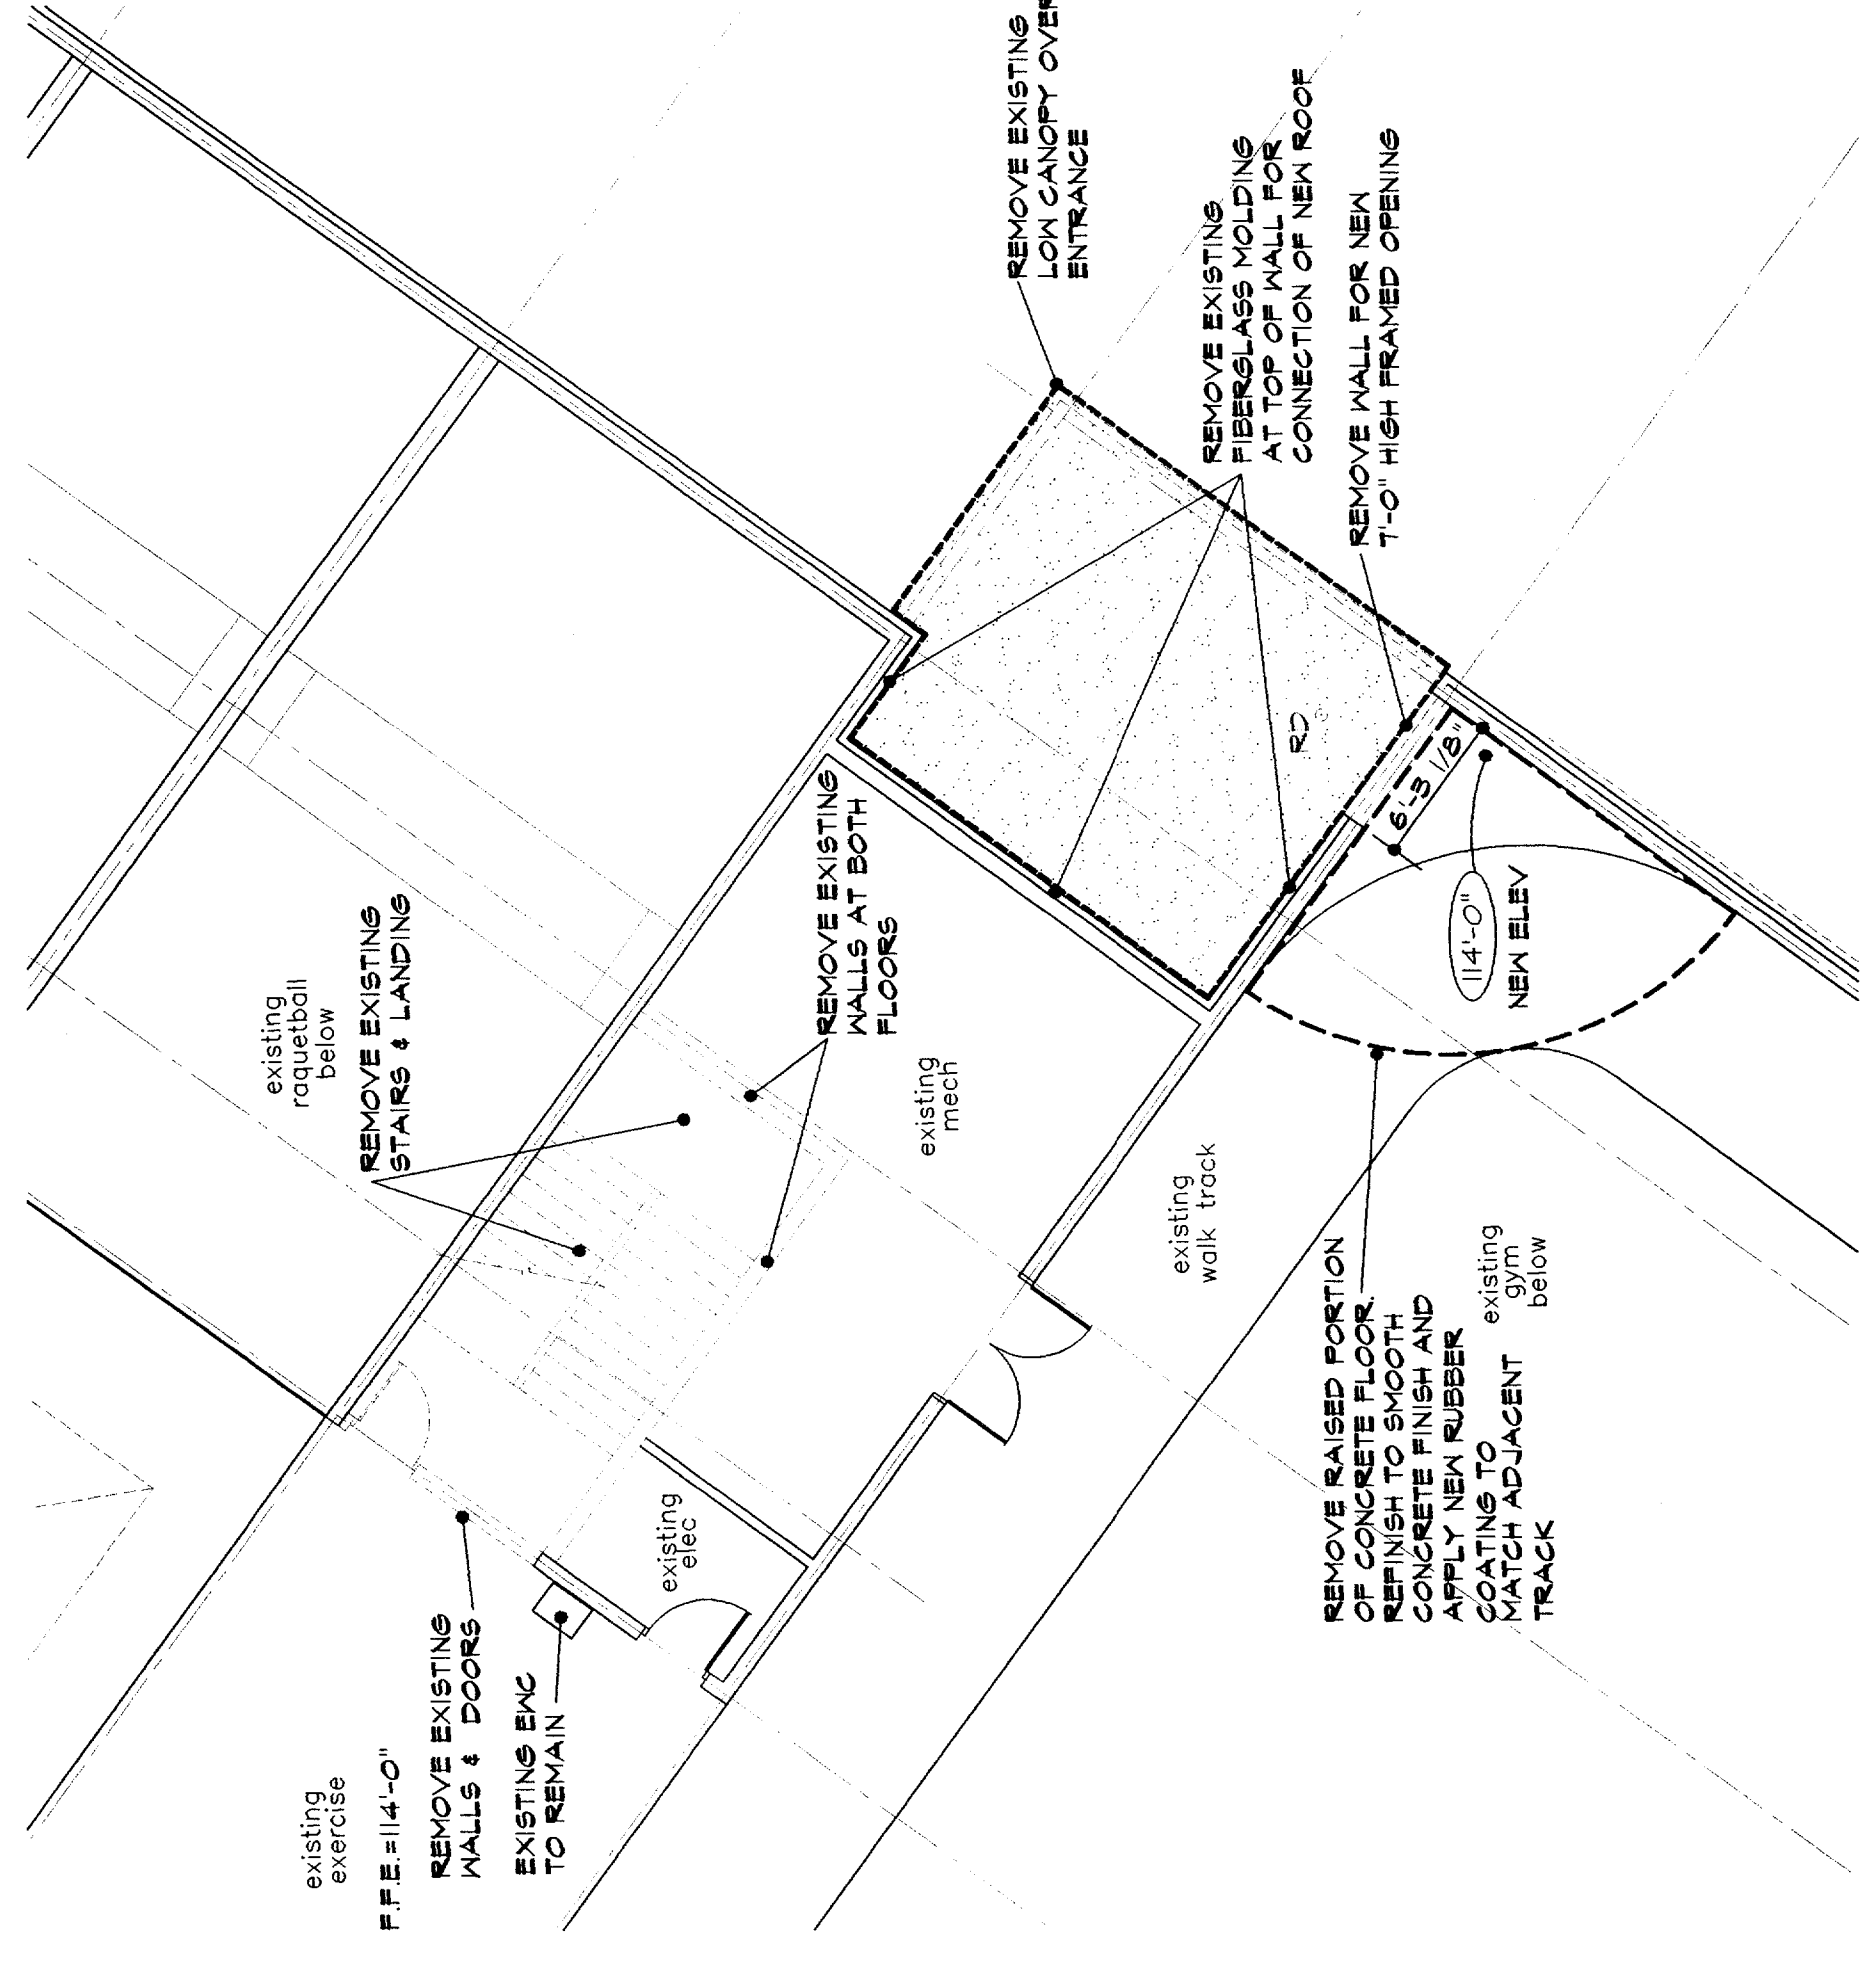 REMOVE EXISTING
LOW CANOPY OVER
ENTRANCE
REMOVE EXISTING
FIBERGLASS MOLDING
AT TOP OF WALL FOR
CONNECTION OF NEW ROOF
REMOVE WALL FOR NEW
7'-0" HIGH FRAMED OPENING
RD
6'-3 1/8"
114'-0"
NEW ELEV
REMOVE EXISTING
WALLS AT BOTH
FLOORS
existing
raquetball
below
REMOVE EXISTING
STAIRS & LANDING
existing
mech
existing
walk track
existing
gym
below
REMOVE RAISED PORTION
OF CONCRETE FLOOR.
REFINISH TO SMOOTH
CONCRETE FINISH AND
APPLY NEW RUBBER
COATING TO
MATCH ADJACENT
TRACK
existing
elec
existing
exercise
F.F.E.=114'-0"
REMOVE EXISTING
WALLS & DOORS
EXISTING EWC
TO REMAIN